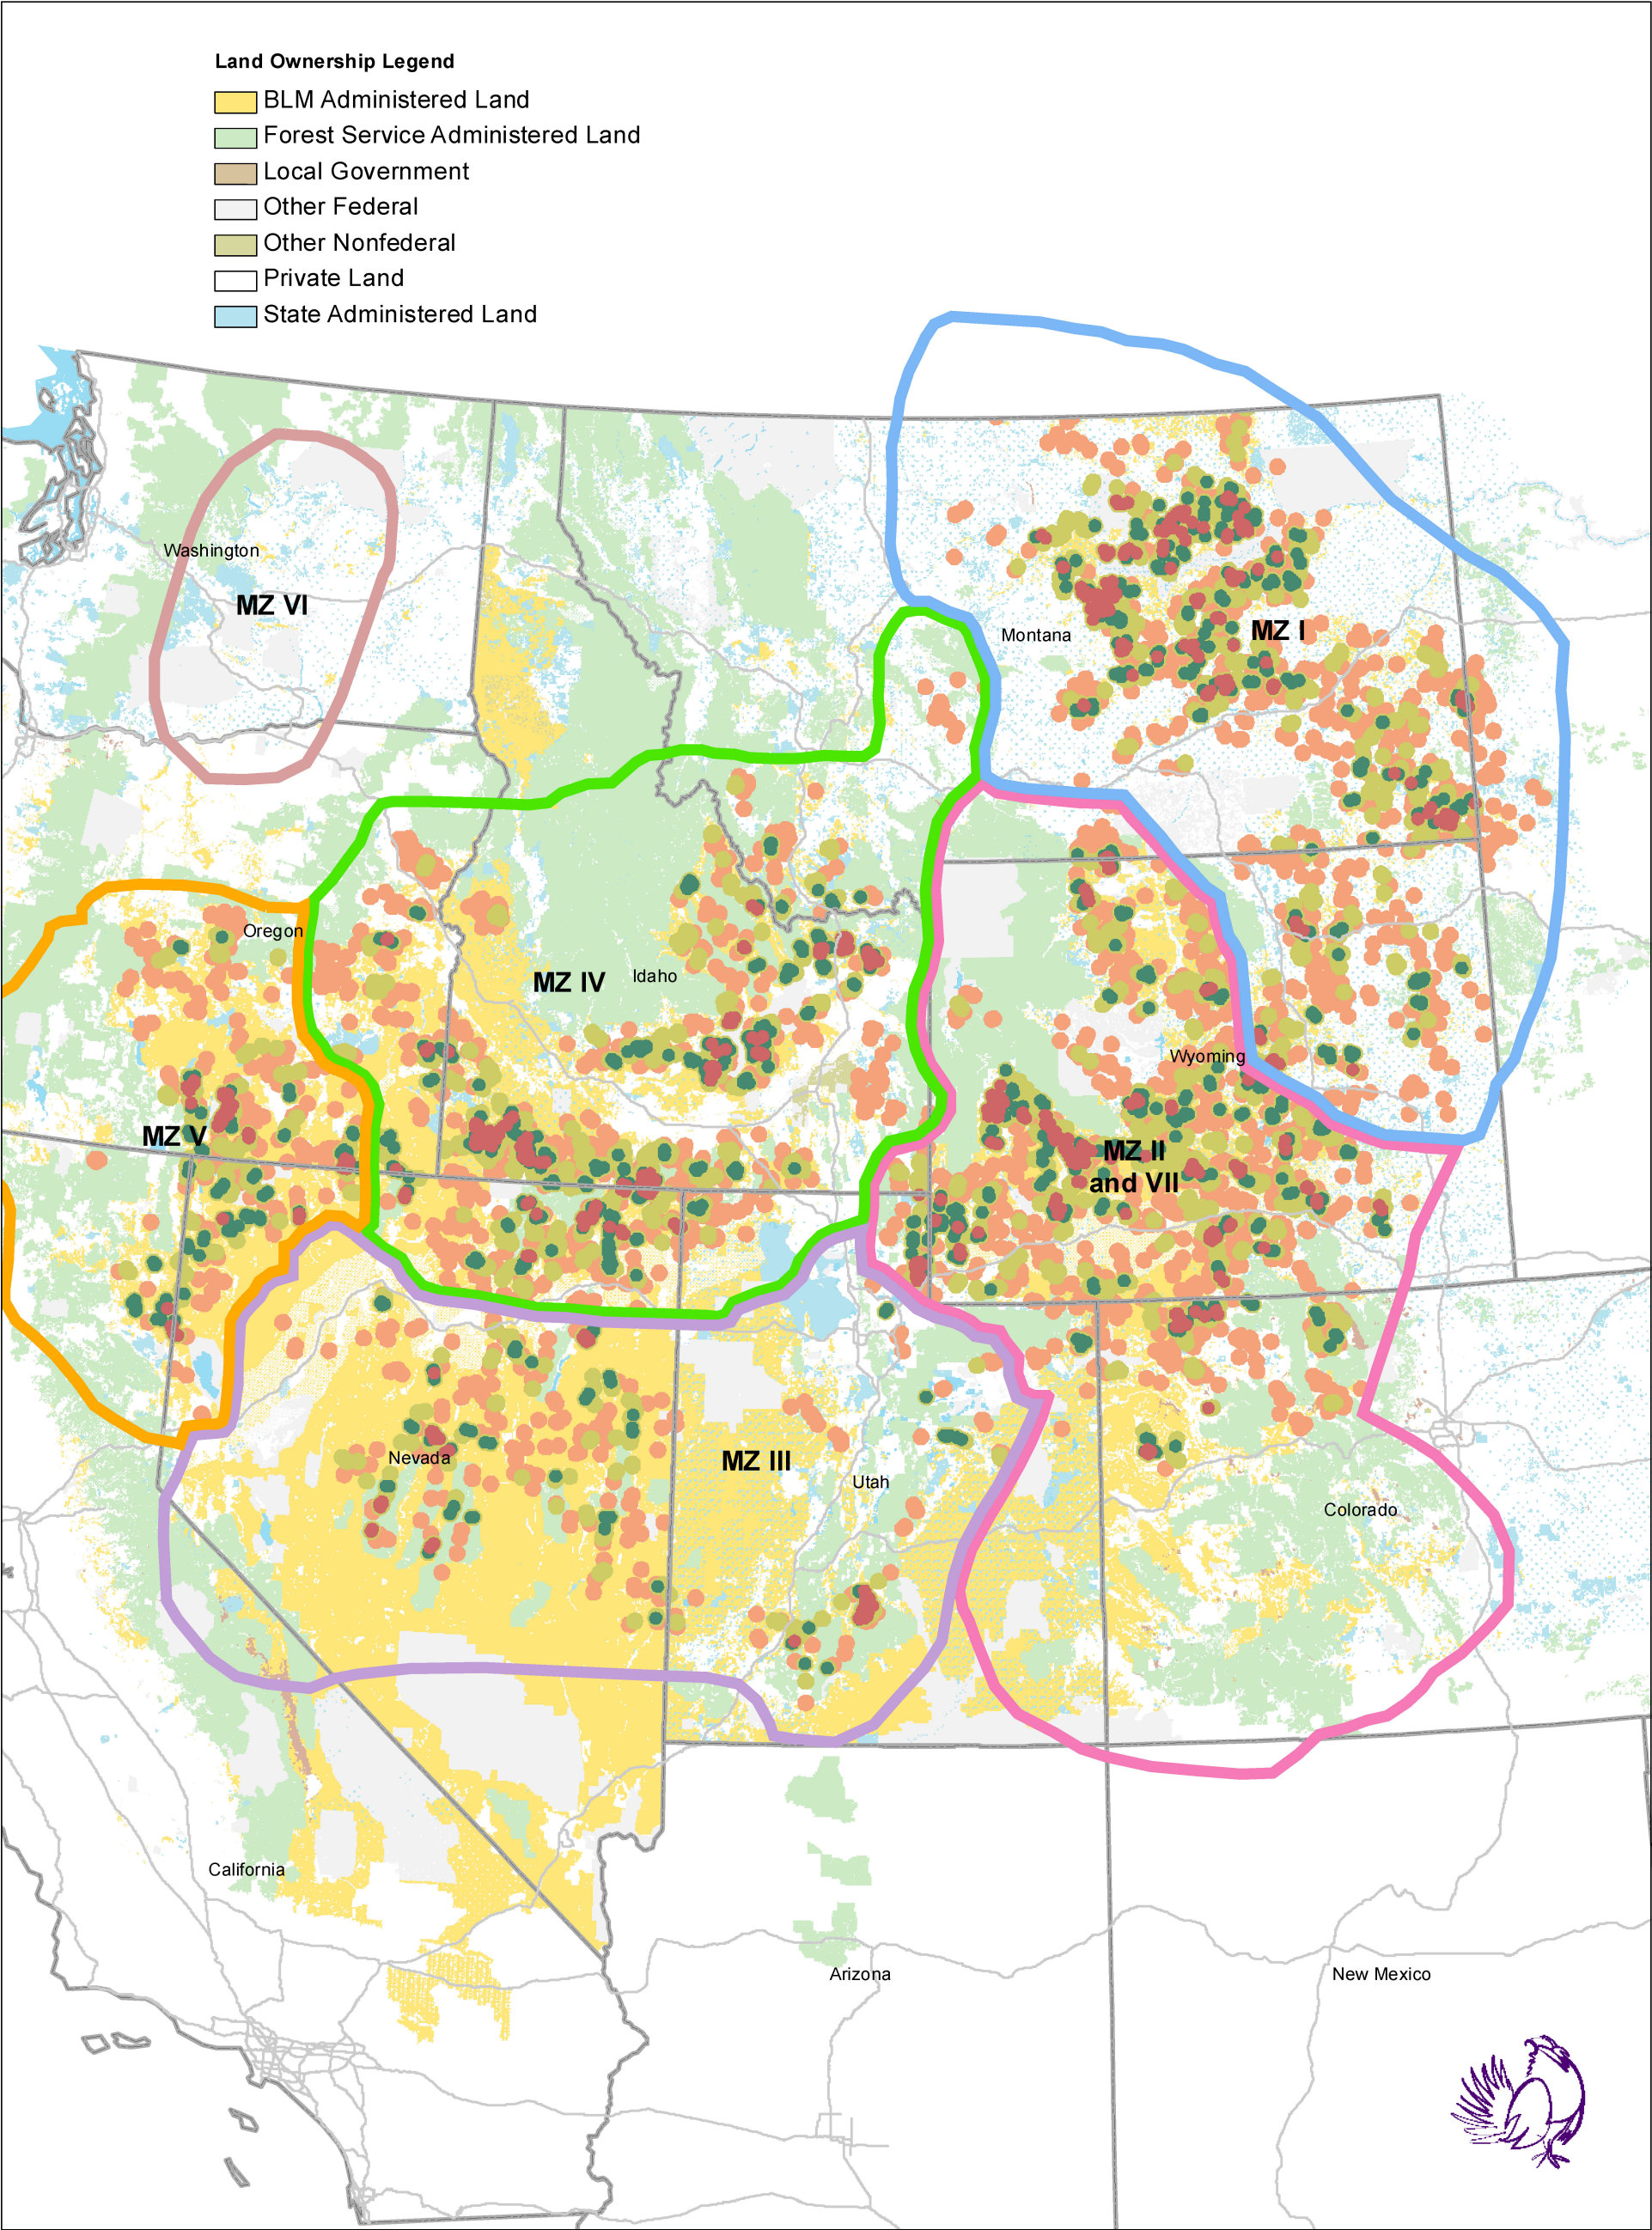 Land Ownership Legend
BLM Administered Land
Forest Service Administered Land
Local Government
Other Federal
Other Nonfederal
Private Land
State Administered Land
Washington
MZ VI
Montana
MZ I
Oregon
MZ IV
Idaho
Wyoming
MZ V
MZ II
and VII
Nevada
MZ III
Utah
Colorado
California
Arizona
New Mexico